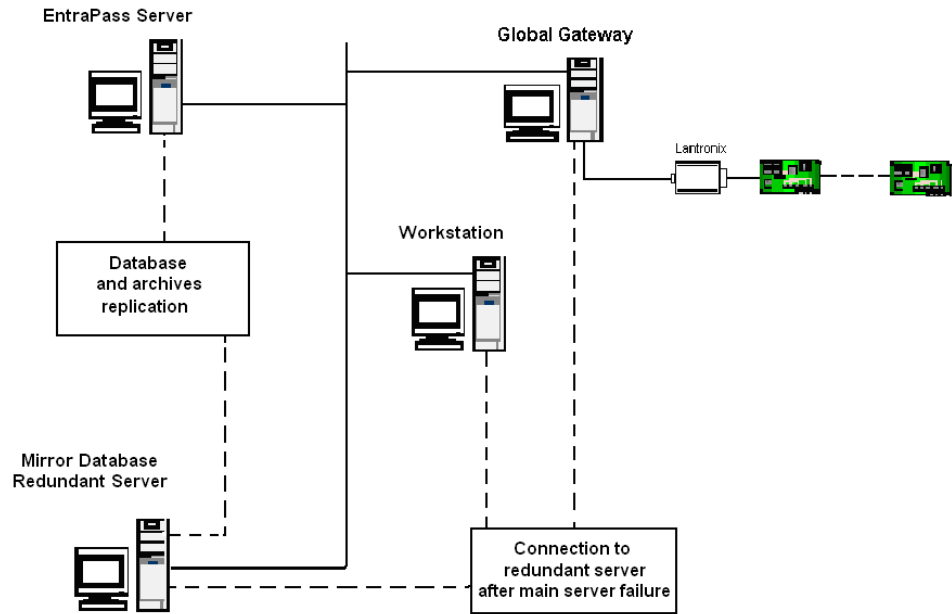 EntraPass Server
Global Gateway
Lantronix
Workstation
Database
and archives
replication
Mirror Database
Redundant Server
Connection to
redundant server
after main server failure